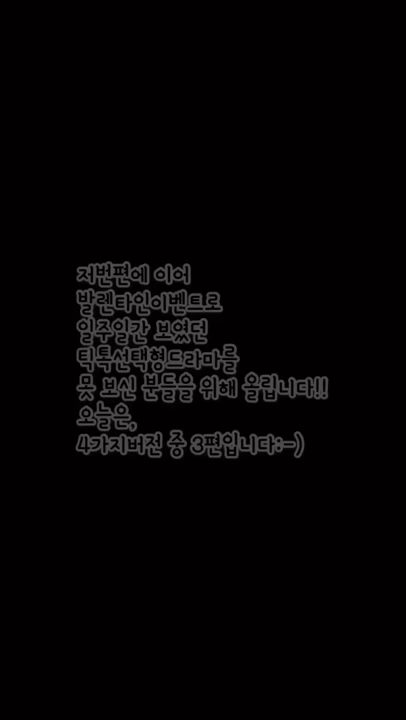 저번편에 이어
발렌타인이벤트로
일주일간 보였던
틱톡선택형드라마를
못 보신 분들을 위해 올립니다!!
오늘은,
4가지버전 중 3편입니다:-)